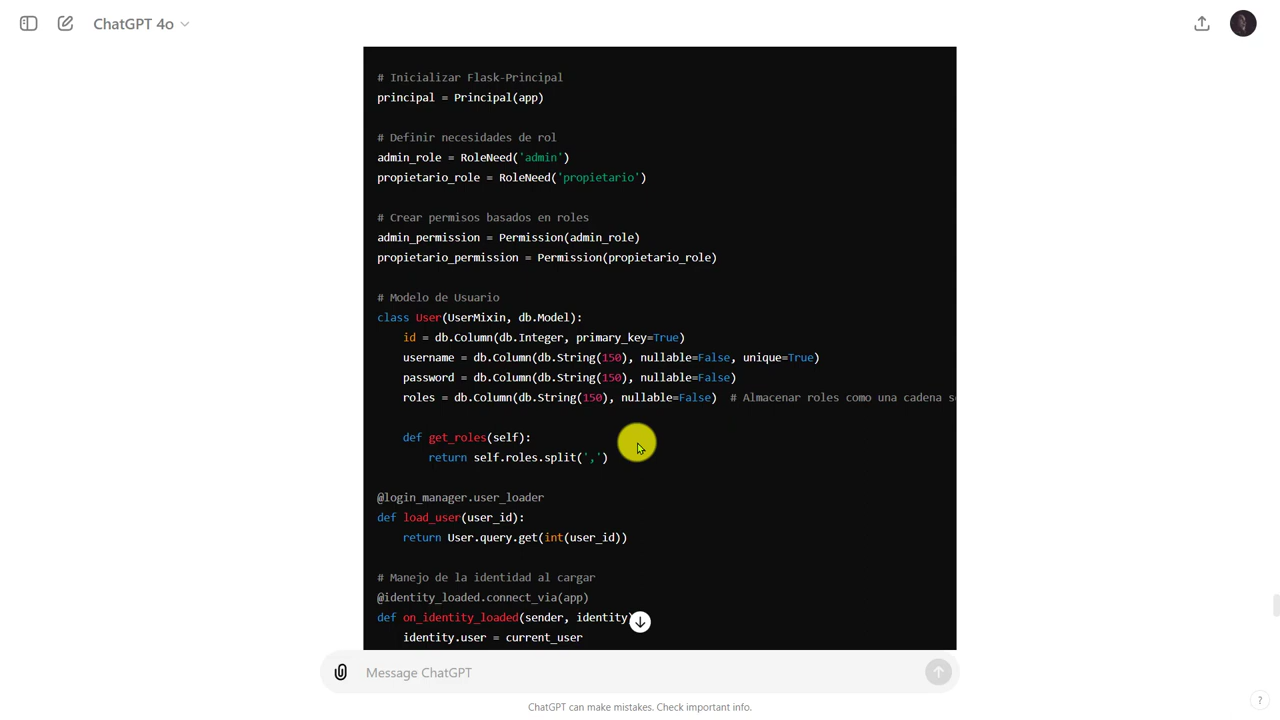 ChatGPT 4o
# Inicializar Flask-Principal
principal = Principal(app)
# Definir necesidades de rol
admin_role = RoleNeed('admin')
propietario_role = RoleNeed('propietario')
# Crear permisos basados en roles
admin_permission = Permission(admin_role)
propietario_permission = Permission(propietario_role)
# Modelo de Usuario
class User(UserMixin, db.Model):
id = db.Column(db.Integer, primary_key=True)
username = db.Column(db.String(150), nullable=False, unique=True)
password = db.Column(db.String(150), nullable=False)
roles = db.Column(db.String(150), nullable=False)  # Almacenar roles como una cadena
def get_roles(self):
return self.roles.split(',')
@login_manager.user_loader
def load_user(user_id):
return User.query.get(int(user_id))
# Manejo de la identidad al cargar
@identity_loaded.connect_via(app)
def on_identity_loaded(sender, identity)
identity.user = current_user
Message ChatGPT
ChatGPT can make mistakes. Check important info.
?